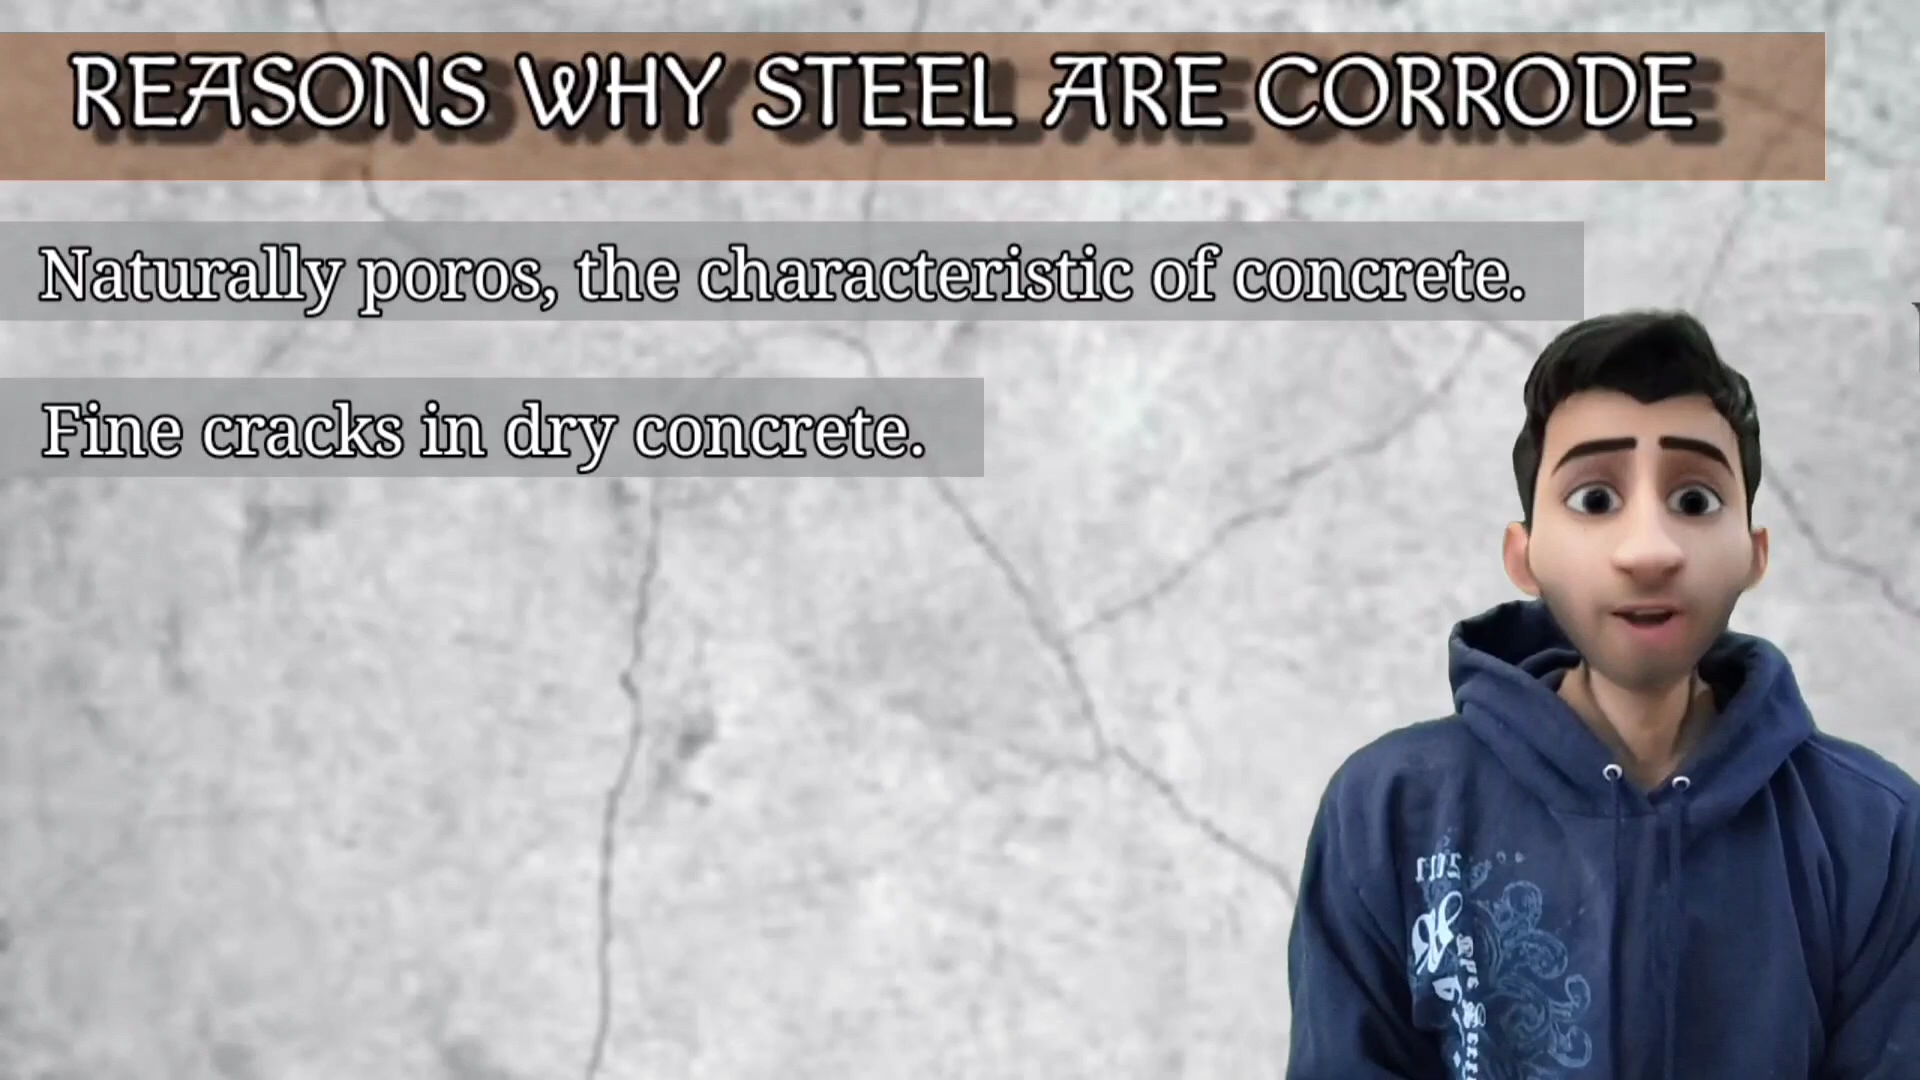 REASONS WHY STEEL ARE CORRODE
Naturally poros, the characteristic of concrete.
Fine cracks in dry concrete.